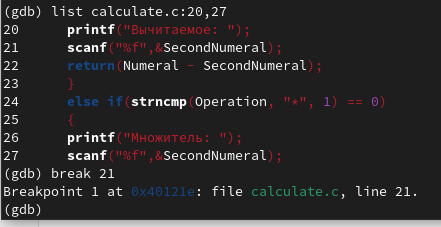 (gdb) list calculate.c:20,27
20 printf("Вычитаемое: ");
21 scanf("%f",&SecondNumeral);
22 return(Numeral - SecondNumeral);
23 }
24 else if(strncmp(Operation, "*", 1) == 0)
25 {
26 printf("Множитель: ");
27 scanf("%f",&SecondNumeral);
(gdb) break 21
Breakpoint 1 at 0x40121e: file calculate.c, line 21.
(gdb)